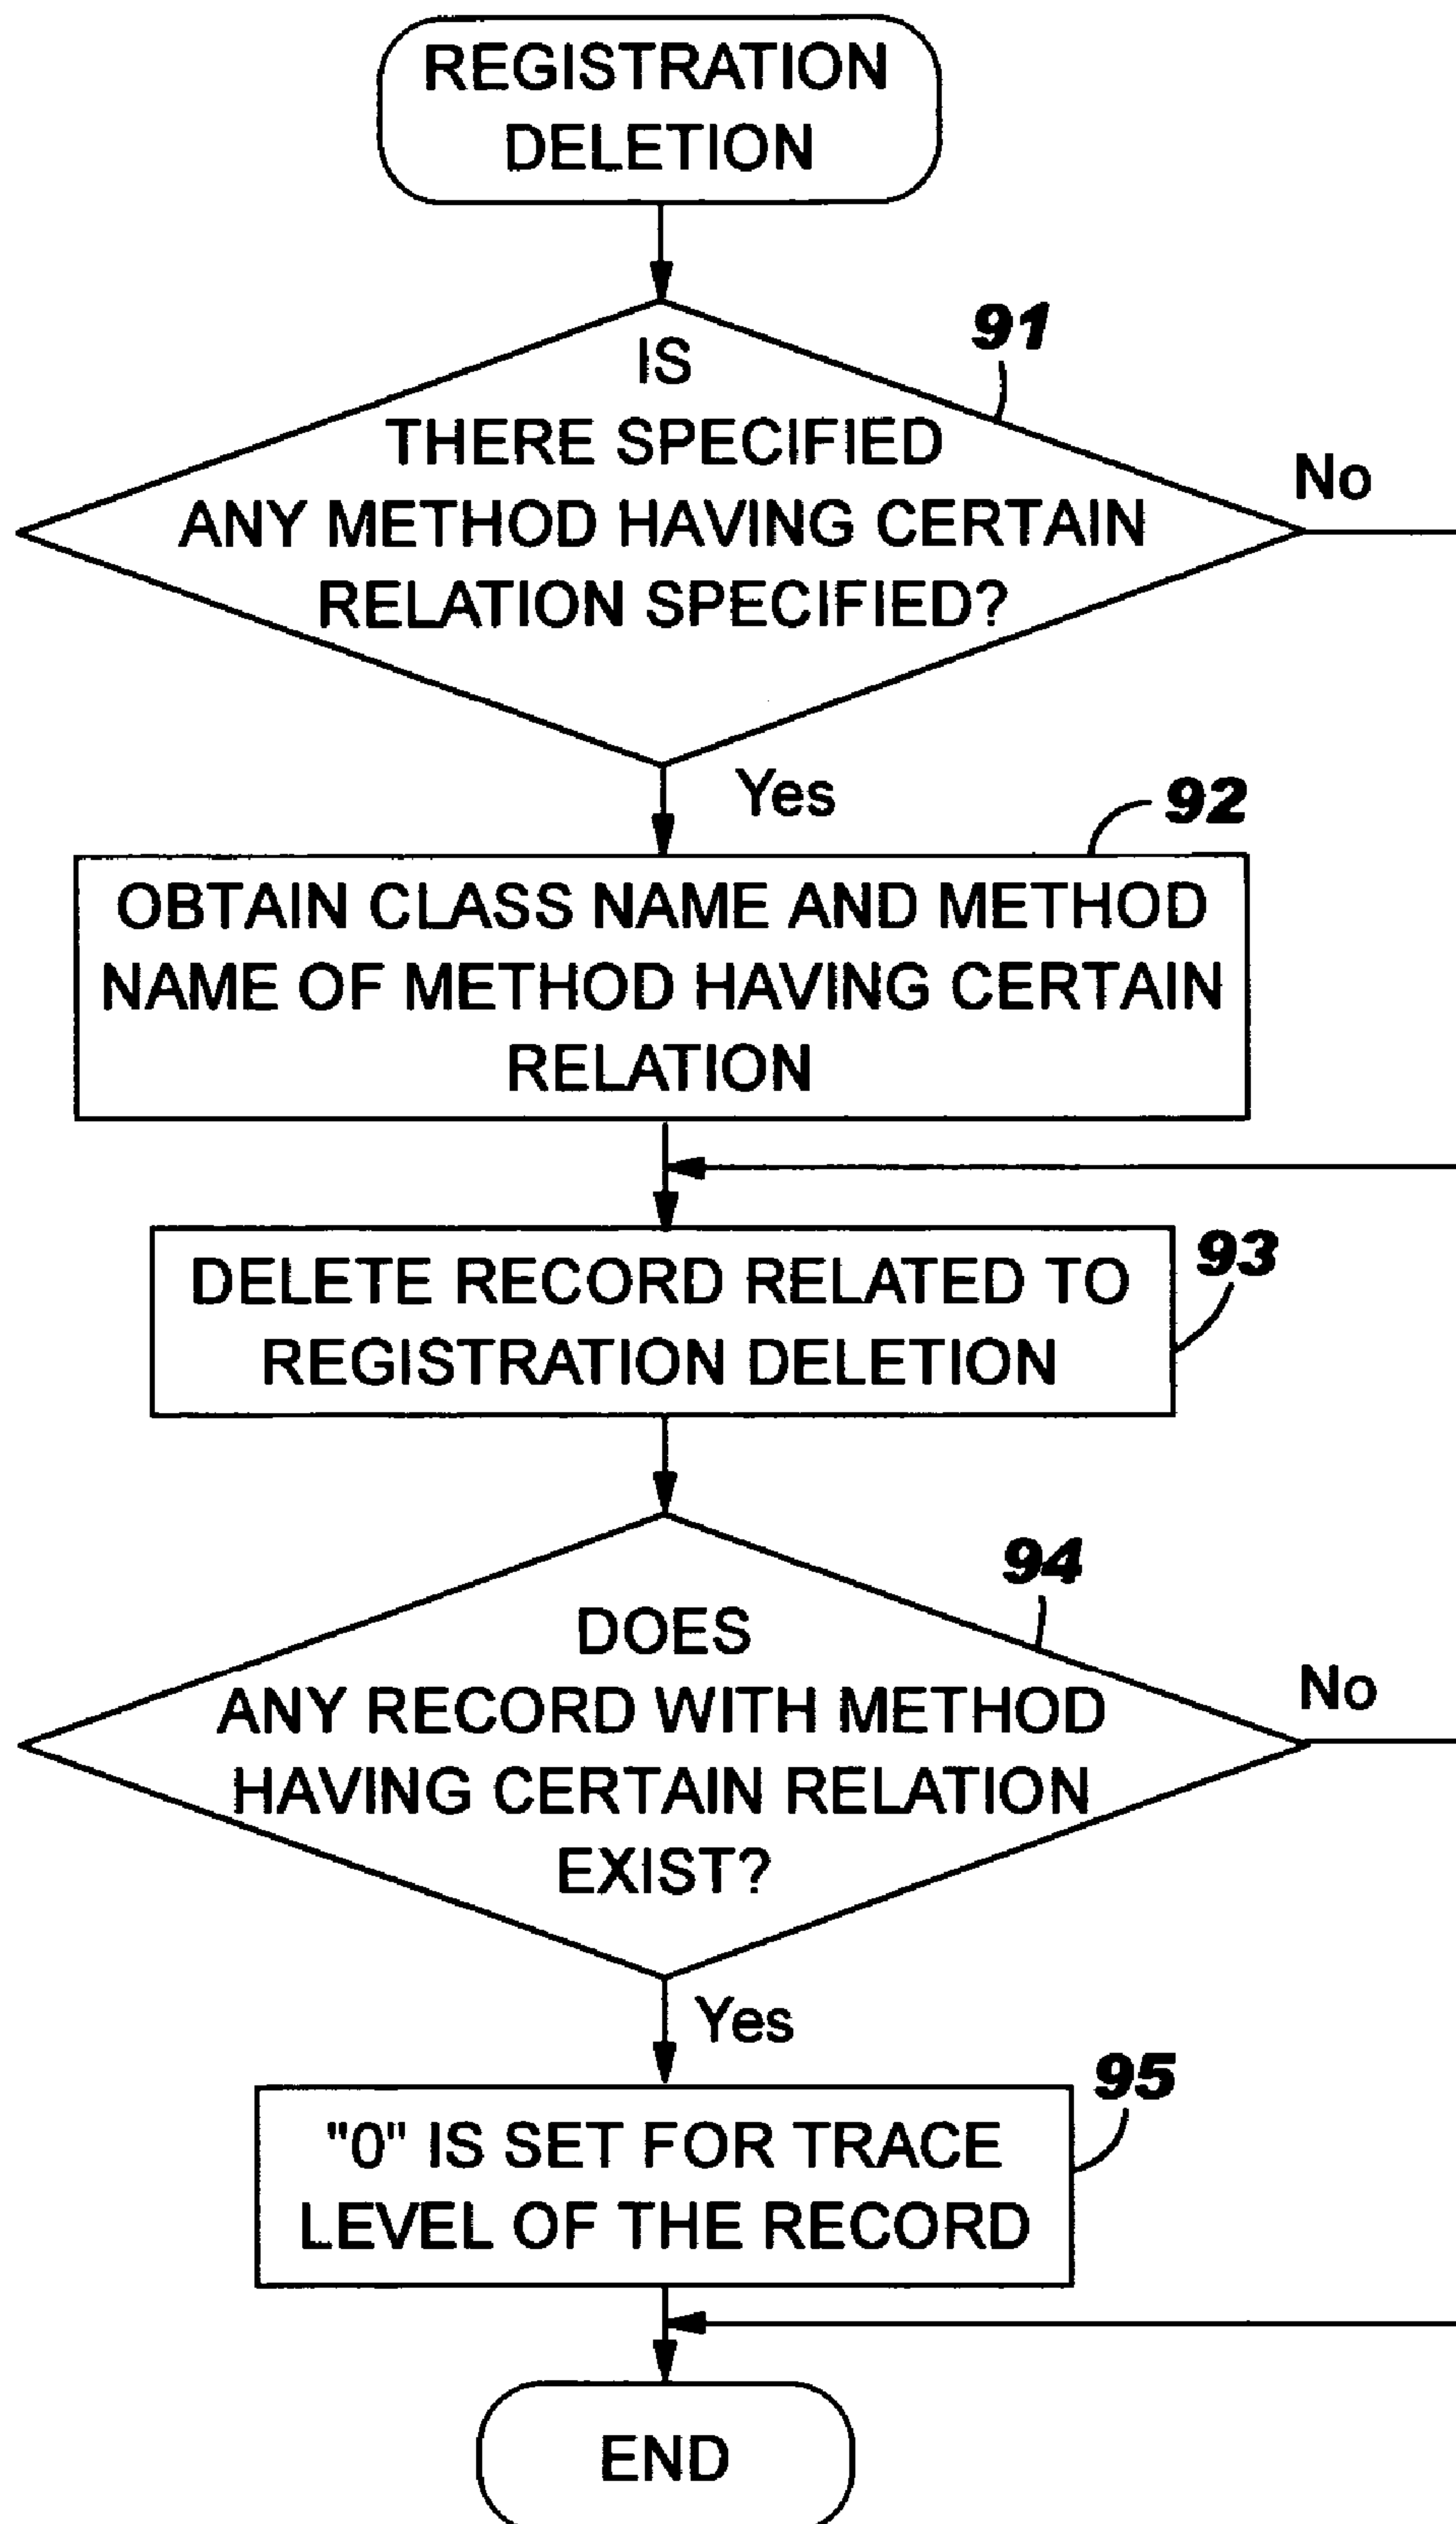 REGISTRATION
DELETION
91
IS
THERE SPECIFIED
ANY METHOD HAVING CERTAIN
RELATION SPECIFIED?
No
Yes
92
OBTAIN CLASS NAME AND METHOD
NAME OF METHOD HAVING CERTAIN
RELATION
93
DELETE RECORD RELATED TO
REGISTRATION DELETION
94
DOES
ANY RECORD WITH METHOD
HAVING CERTAIN RELATION
EXIST?
No
Yes
95
"0" IS SET FOR TRACE
LEVEL OF THE RECORD
END